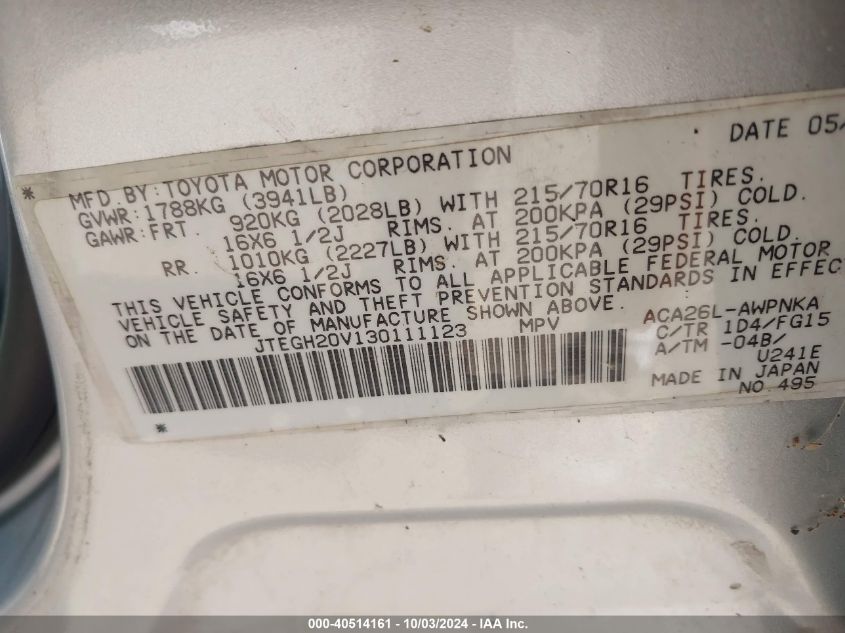 DATE 05/
* MFD.BY:TOYOTA MOTOR CORPORATION
GVWR:1788KG (3941LB)
GAWR:FRT. 920KG (2028LB) WITH 215/70R16 TIRES.
16X6 1/2J RIMS. AT 200KPA (29PSI) COLD.
RR. 1010KG (2227LB) WITH 215/70R16 TIRES.
16X6 1/2J RIMS. AT 200KPA (29PSI) COLD.
THIS VEHICLE CONFORMS TO ALL APPLICABLE FEDERAL MOTOR
VEHICLE SAFETY AND THEFT PREVENTION STANDARDS IN EFFEC
ON THE DATE OF MANUFACTURE SHOWN ABOVE.
JTEGH20V130111123 MPV
ACA26L-AWPNKA
C/TR 1D4/FG15
A/TM -04B/
U241E
MADE IN JAPAN
NO.495
*
000-40514161 - 10/03/2024 - IAA Inc.